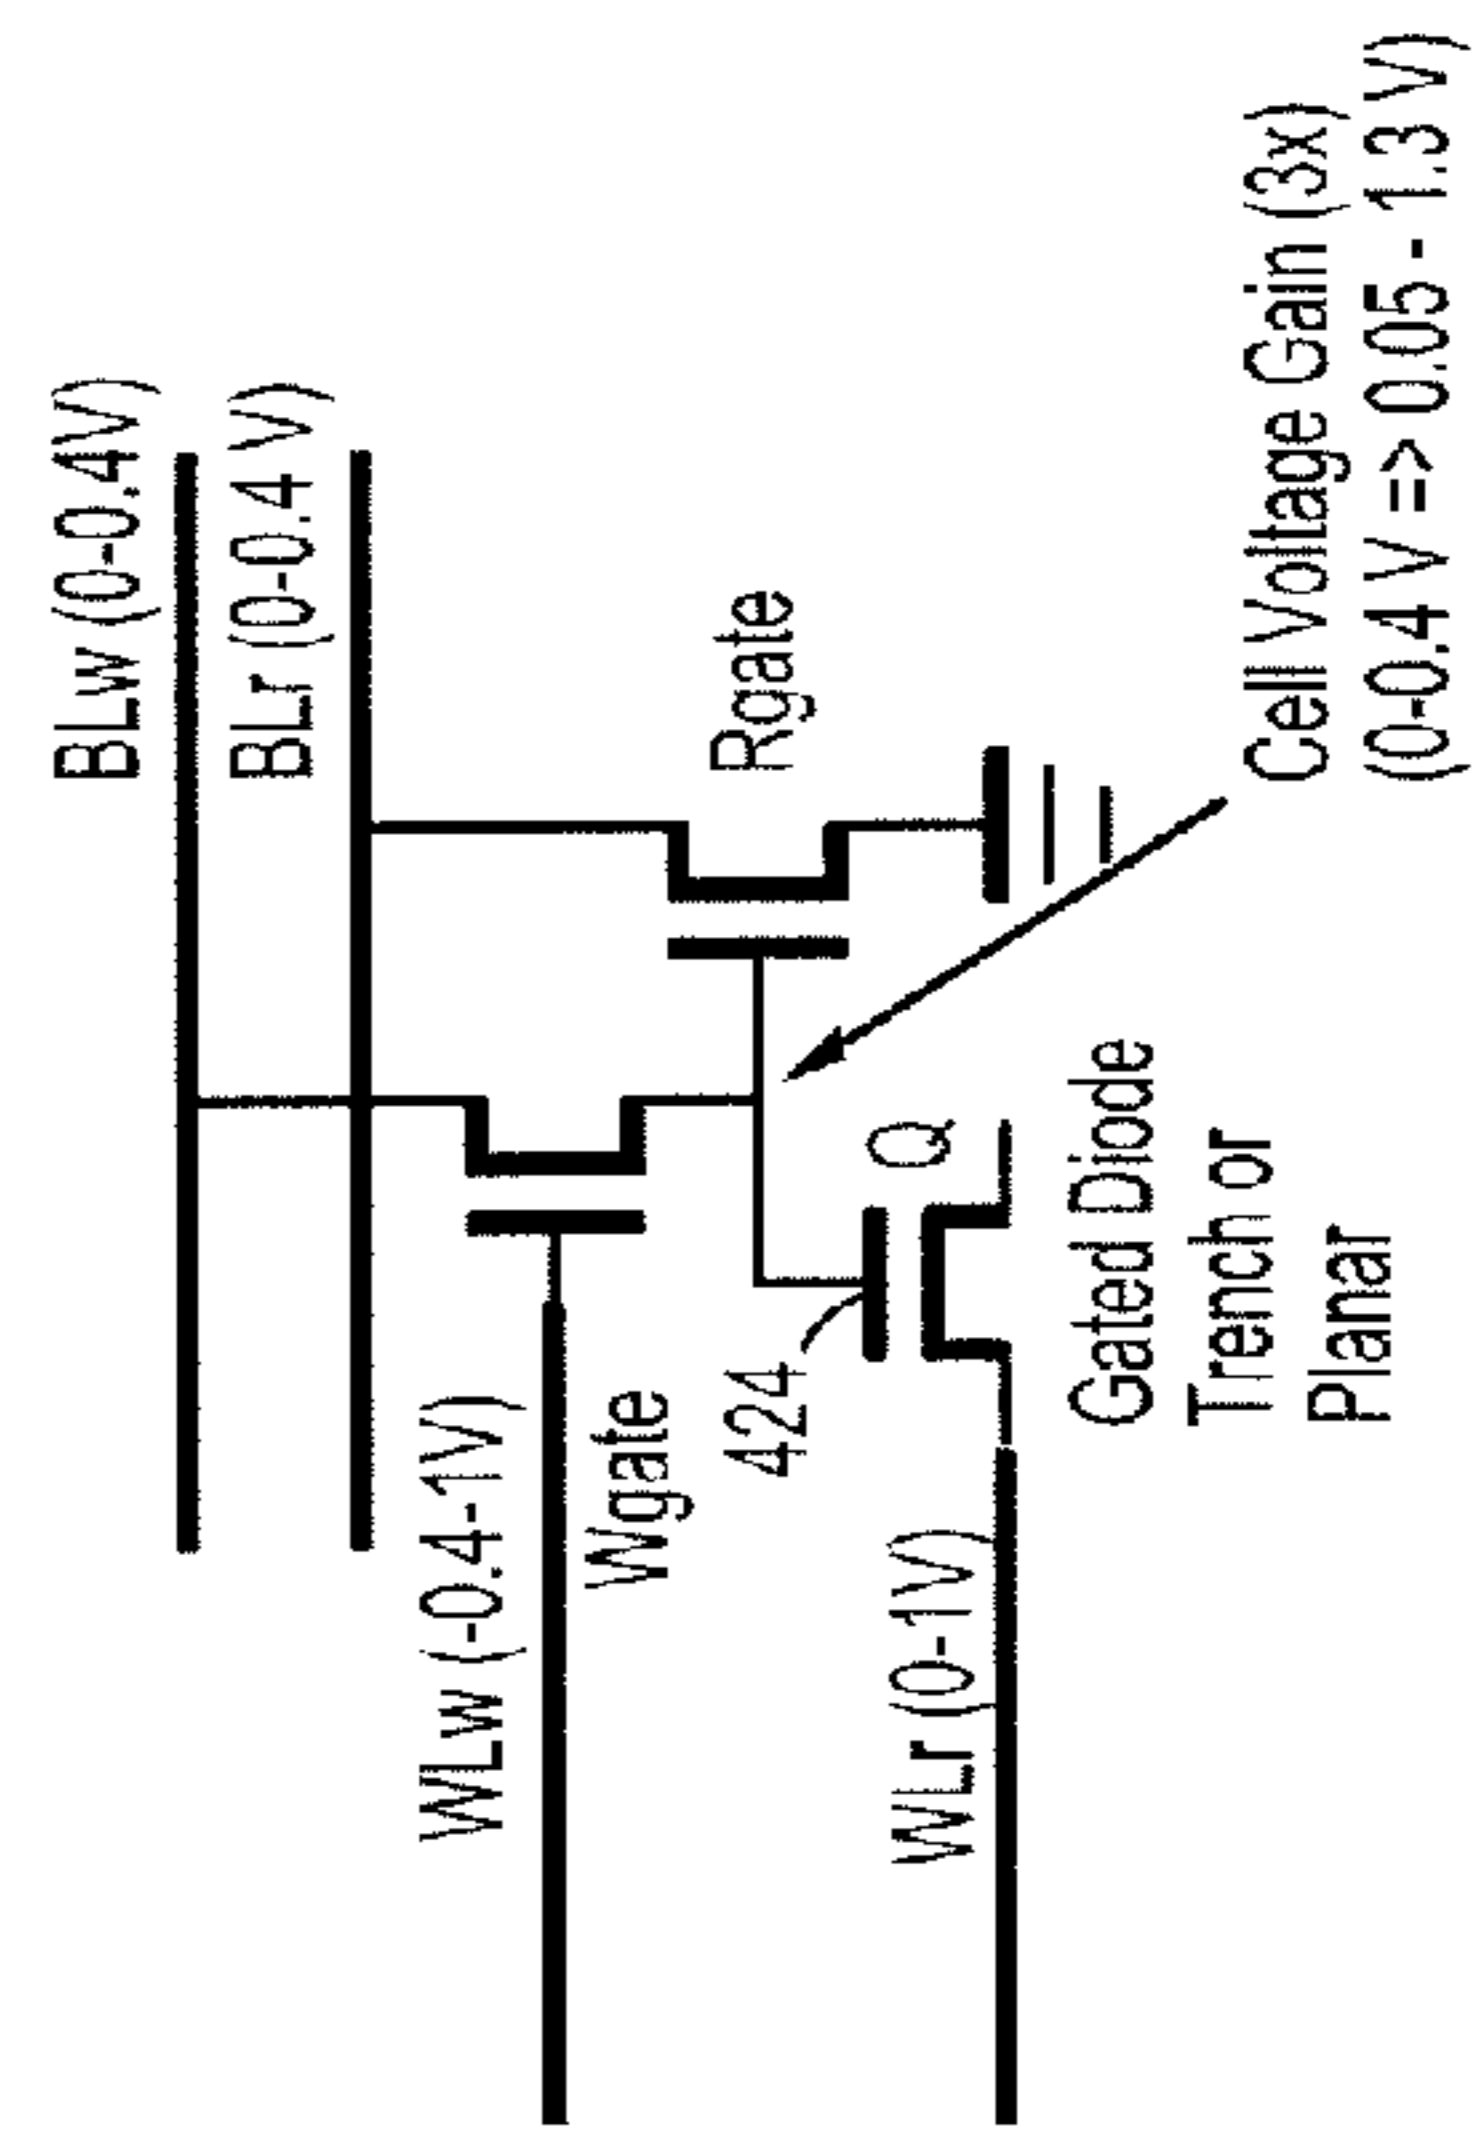 BLw (0-0.4V)
BLr (0-0.4 V)
WLw (-0.4-1V)
Wgate
Rgate
424
Q
WLr (0-1V)
Gated Diode
Trench or
Planar
Cell Voltage Gain (3x)
(0-0.4 V => 0.05 - 1.3 V)